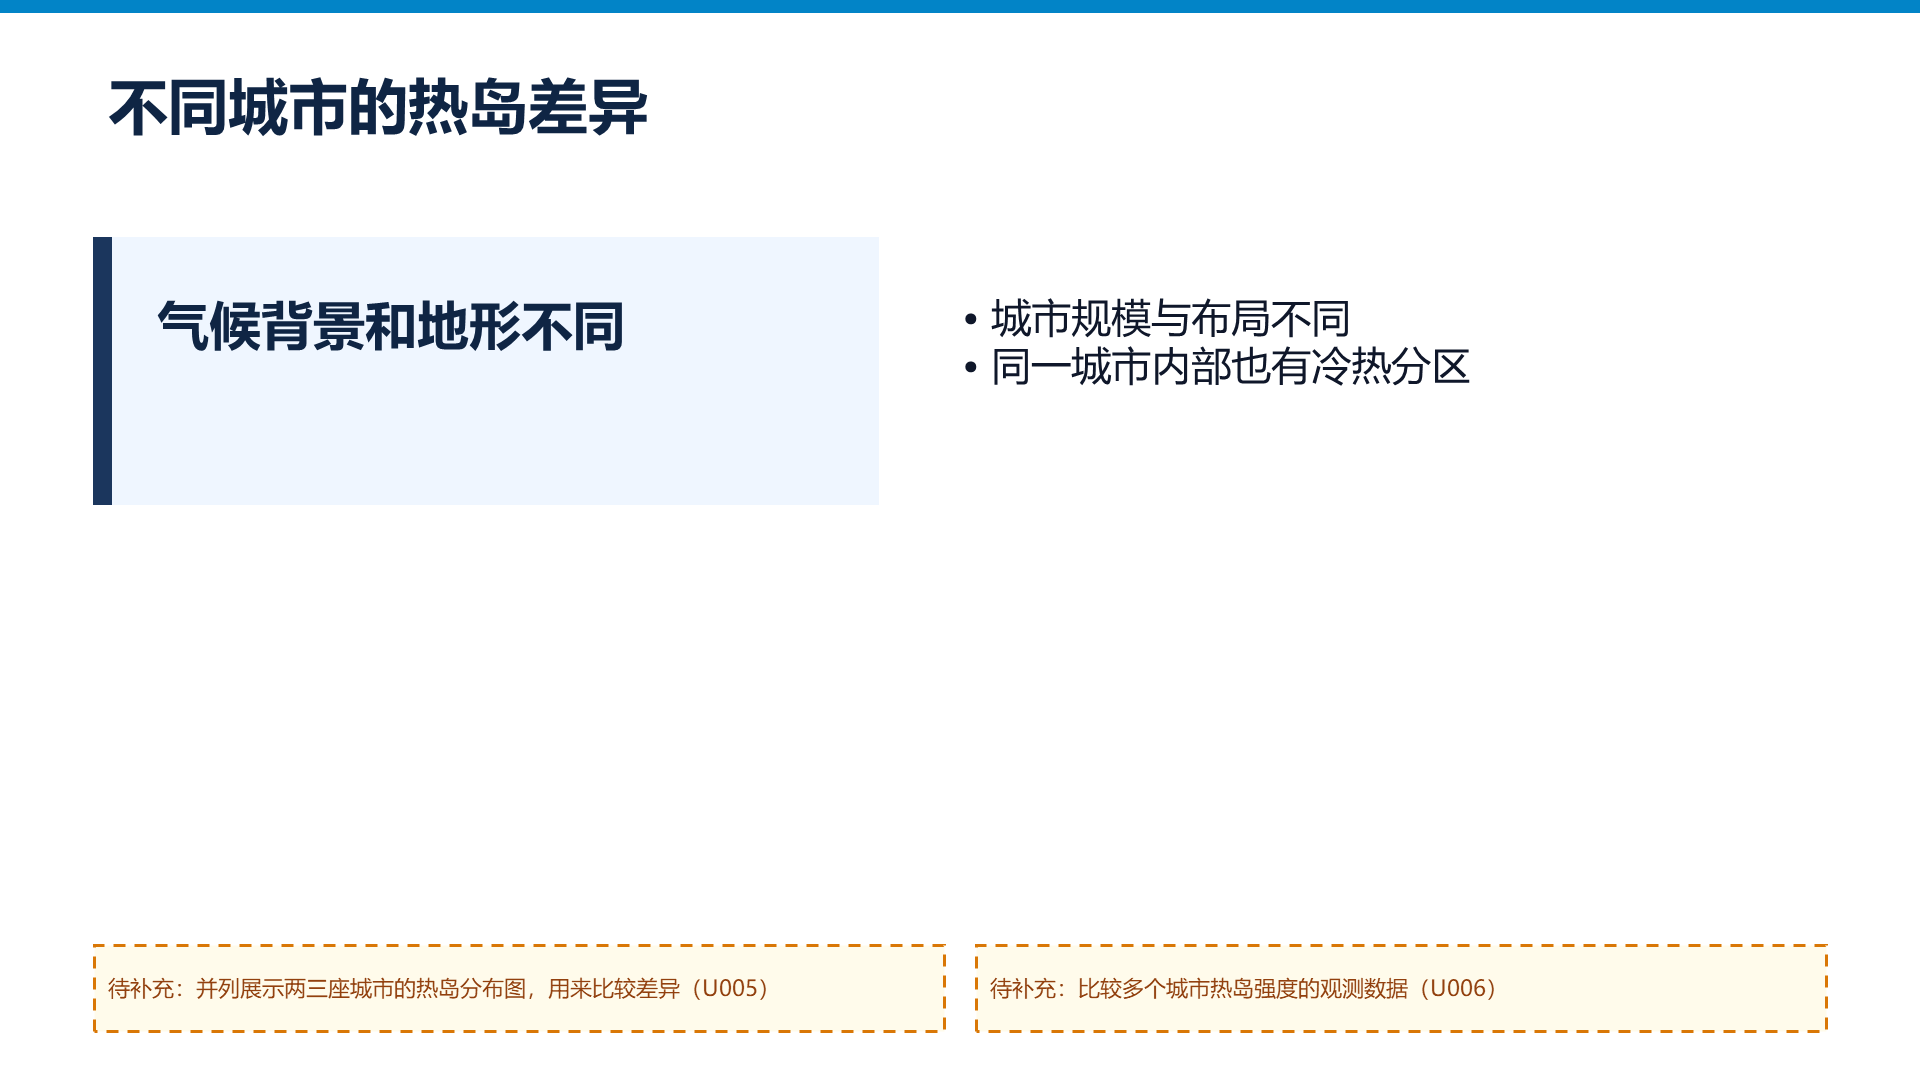 不同城市的热岛差异
气候背景和地形不同
• 城市规模与布局不同
• 同一城市内部也有冷热分区
待补充：并列展示两三座城市的热岛分布图，用来比较差异（U005）
待补充：比较多个城市热岛强度的观测数据（U006）